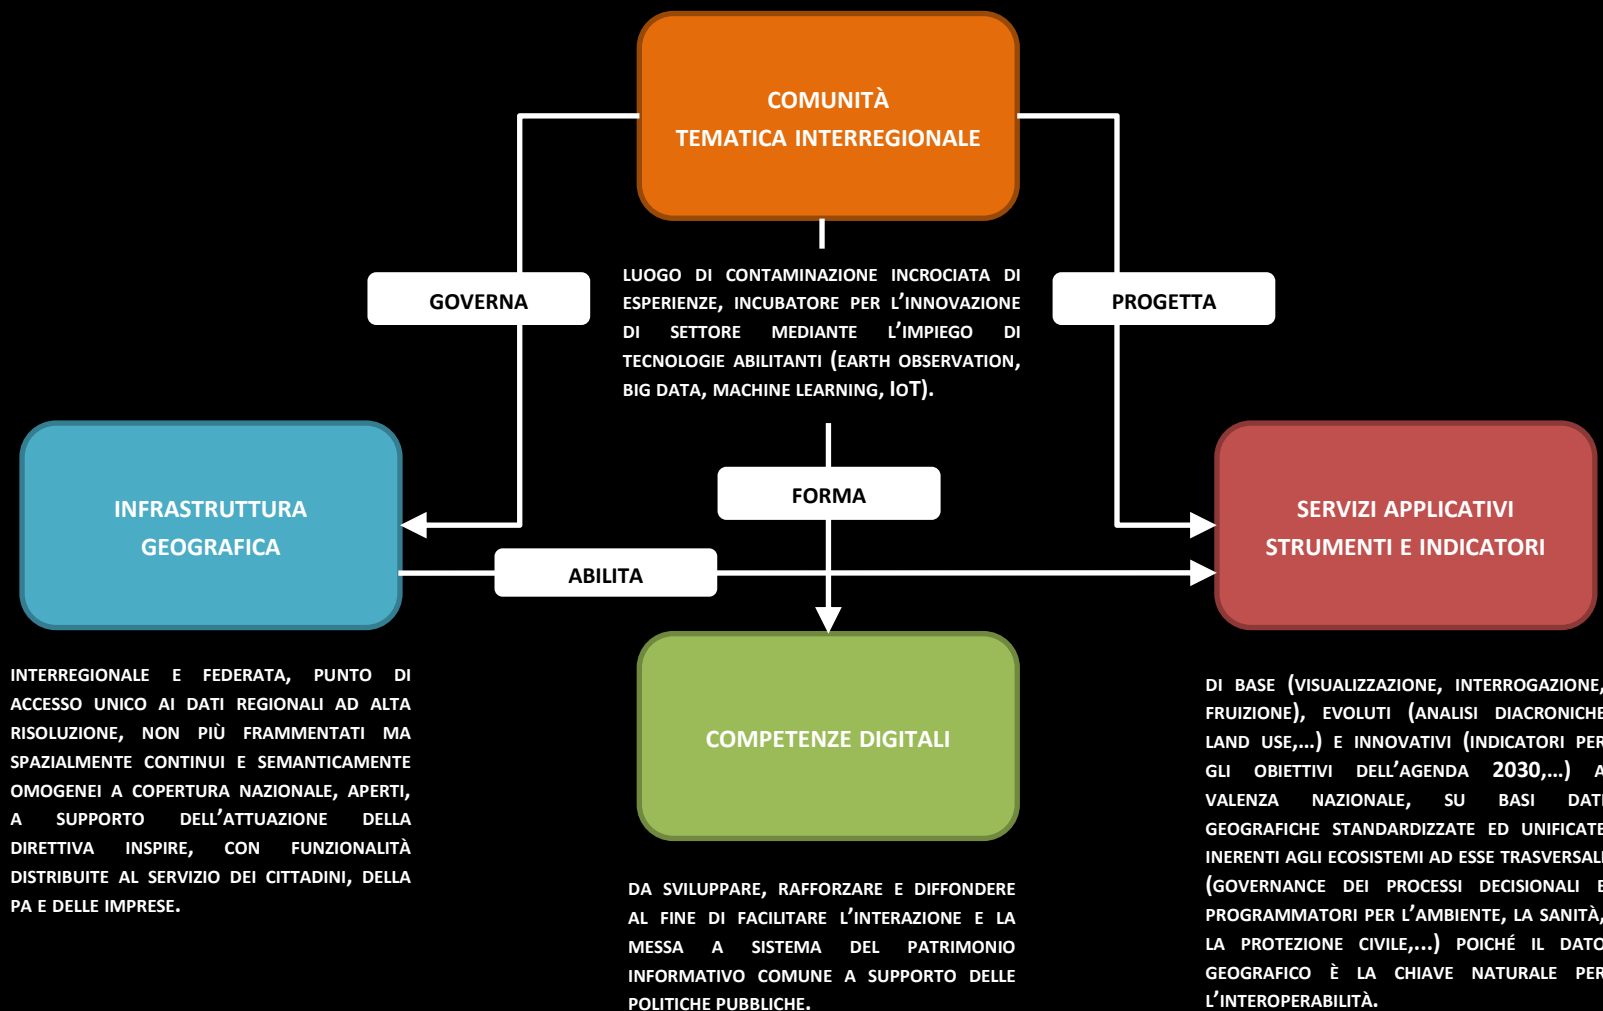 COMUNITÀ
TEMATICA INTERREGIONALE
GOVERNA
LUOGO DI CONTAMINAZIONE INCROCIATA DI
ESPERIENZE, INCUBATORE PER L'INNOVAZIONE
DI SETTORE MEDIANTE L'IMPIEGO DI
TECNOLOGIE ABILITANTI (EARTH OBSERVATION,
BIG DATA, MACHINE LEARNING, IOT).
PROGETTA
INFRASTRUTTURA
GEOGRAFICA
FORMA
SERVIZI APPLICATIVI
STRUMENTI E INDICATORI
ABILITA
INTERREGIONALE E FEDERATA, PUNTO DI
ACCESSO UNICO AI DATI REGIONALI AD ALTA
RISOLUZIONE, NON PIÙ FRAMMENTATI MA
SPAZIALMENTE CONTINUI E SEMANTICAMENTE
OMOGENEI A COPERTURA NAZIONALE, APERTI,
A SUPPORTO DELL'ATTUAZIONE DELLA
DIRETTIVA INSPIRE, CON FUNZIONALITÀ
DISTRIBUITE AL SERVIZIO DEI CITTADINI, DELLA
PA E DELLE IMPRESE.
COMPETENZE DIGITALI
DA SVILUPPARE, RAFFORZARE E DIFFONDERE
AL FINE DI FACILITARE L'INTERAZIONE E LA
MESSA A SISTEMA DEL PATRIMONIO
INFORMATIVO COMUNE A SUPPORTO DELLE
POLITICHE PUBBLICHE.
DI BASE (VISUALIZZAZIONE, INTERROGAZIONE,
FRUIZIONE), EVOLUTI (ANALISI DIACRONICHE
LAND USE,...) E INNOVATIVI (INDICATORI PER
GLI OBIETTIVI DELL'AGENDA 2030,...) A
VALENZA NAZIONALE, SU BASI DATI
GEOGRAFICHE STANDARDIZZATE ED UNIFICATE
INERENTI AGLI ECOSISTEMI AD ESSE TRASVERSALI
(GOVERNANCE DEI PROCESSI DECISIONALI E
PROGRAMMATORI PER L'AMBIENTE, LA SANITÀ,
LA PROTEZIONE CIVILE,...) POICHÉ IL DATO
GEOGRAFICO È LA CHIAVE NATURALE PER
L'INTEROPERABILITÀ.